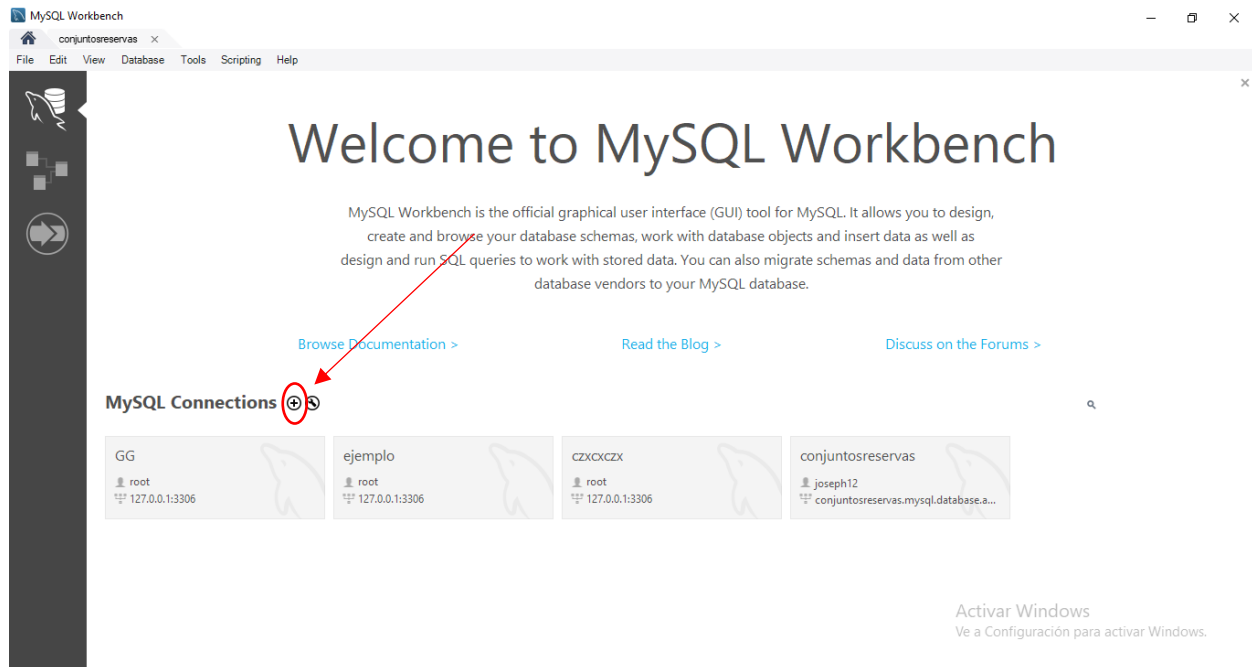 MySQL Workbench
conjuntosreservas
File Edit View Database Tools Scripting Help
Welcome to MySQL Workbench
MySQL Workbench is the official graphical user interface (GUI) tool for MySQL. It allows you to design,
create and browse your database schemas, work with database objects and insert data as well as
design and run SQL queries to work with stored data. You can also migrate schemas and data from other
database vendors to your MySQL database.
Browse Documentation > Read the Blog > Discuss on the Forums >
MySQL Connections
GG
root
127.0.0.1:3306
ejemplo
root
127.0.0.1:3306
czxcxczx
root
127.0.0.1:3306
conjuntosreservas
joseph12
conjuntosreservas.mysql.database.a...
Activar Windows
Ve a Configuración para activar Windows.